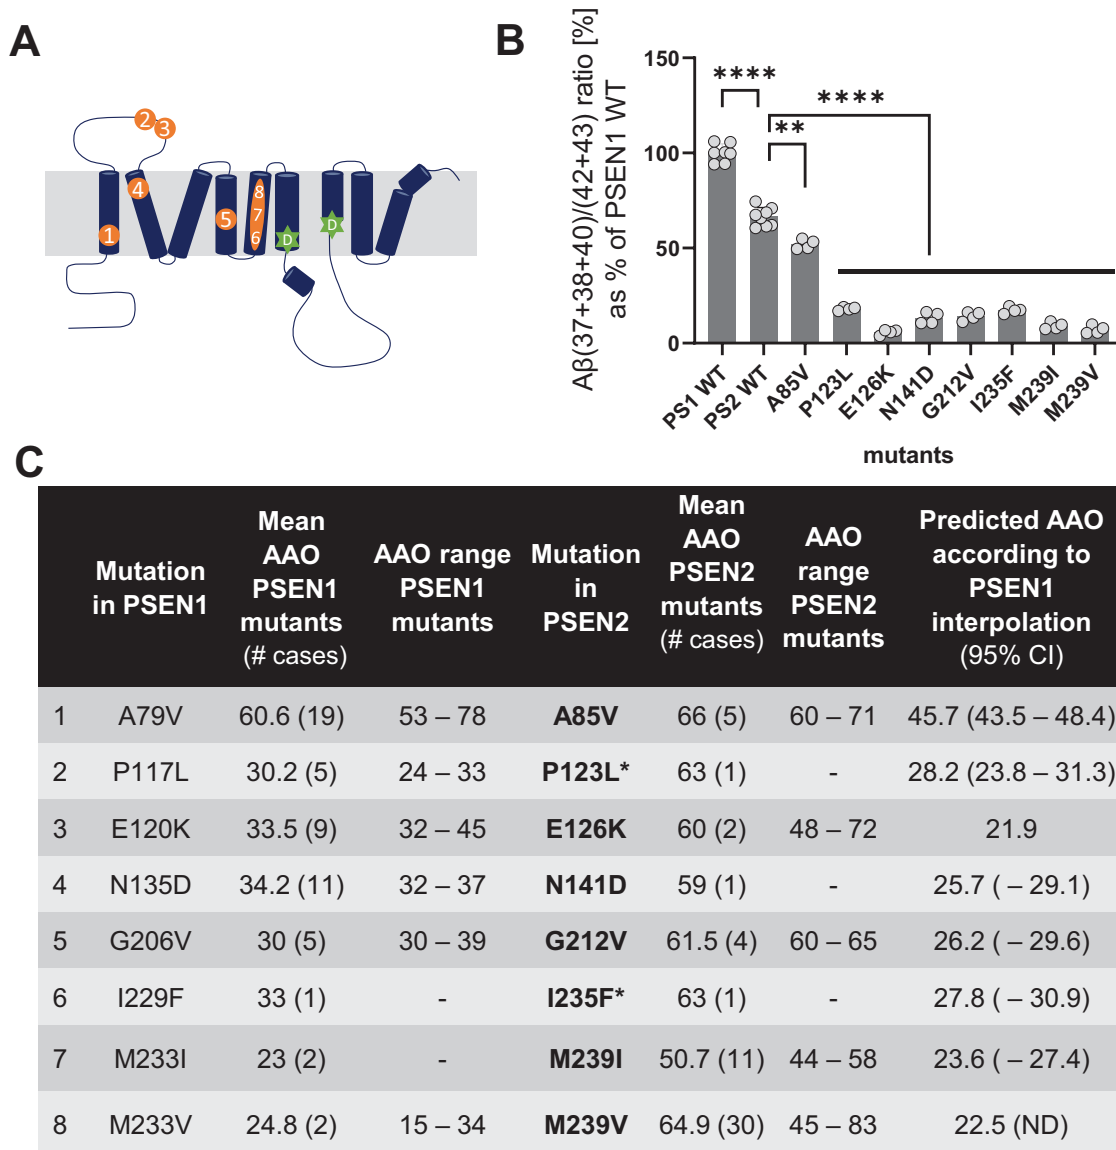 A
2
3
4
1
5
8
7
6
D
D
B
Aβ(37+38+40)/(42+43) ratio [%]
as % of PSEN1 WT
150
100
50
0
****
****
**
PS1 WT
PS2 WT
A85V
P123L
E126K
N141D
G212V
I235F
M239I
M239V
mutants
C
Mutation in PSEN1 Mean AAO PSEN1 mutants (# cases) AAO range PSEN1 mutants Mutation in PSEN2 Mean AAO PSEN2 mutants (# cases) AAO range PSEN2 mutants Predicted AAO according to PSEN1 interpolation (95% CI)
1 A79V 60.6 (19) 53 – 78 A85V 66 (5) 60 – 71 45.7 (43.5 – 48.4)
2 P117L 30.2 (5) 24 – 33 P123L* 63 (1) - 28.2 (23.8 – 31.3)
3 E120K 33.5 (9) 32 – 45 E126K 60 (2) 48 – 72 21.9
4 N135D 34.2 (11) 32 – 37 N141D 59 (1) - 25.7 ( – 29.1)
5 G206V 30 (5) 30 – 39 G212V 61.5 (4) 60 – 65 26.2 ( – 29.6)
6 I229F 33 (1) - I235F* 63 (1) - 27.8 ( – 30.9)
7 M233I 23 (2) - M239I 50.7 (11) 44 – 58 23.6 ( – 27.4)
8 M233V 24.8 (2) 15 – 34 M239V 64.9 (30) 45 – 83 22.5 (ND)